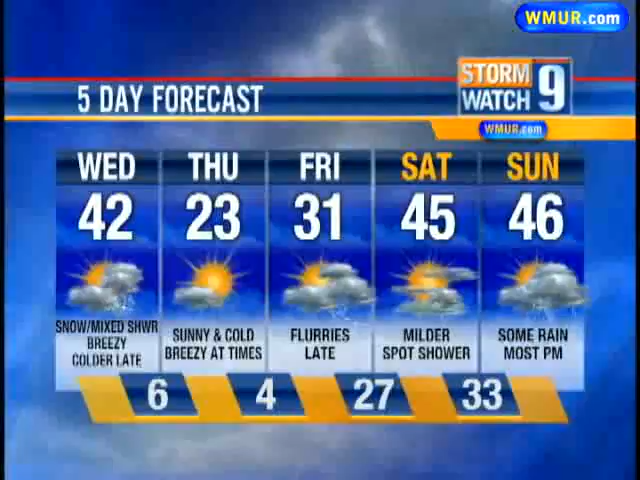 WMUR.com
5 DAY FORECAST
STORM
WATCH 9
WMUR.com
WED THU FRI SAT SUN
42 23 31 45 46
SNOW/MIXED SHWR
BREEZY
COLDER LATE
SUNNY & COLD
BREEZY AT TIMES
FLURRIES
LATE
MILDER
SPOT SHOWER
SOME RAIN
MOST PM
6 4 27 33